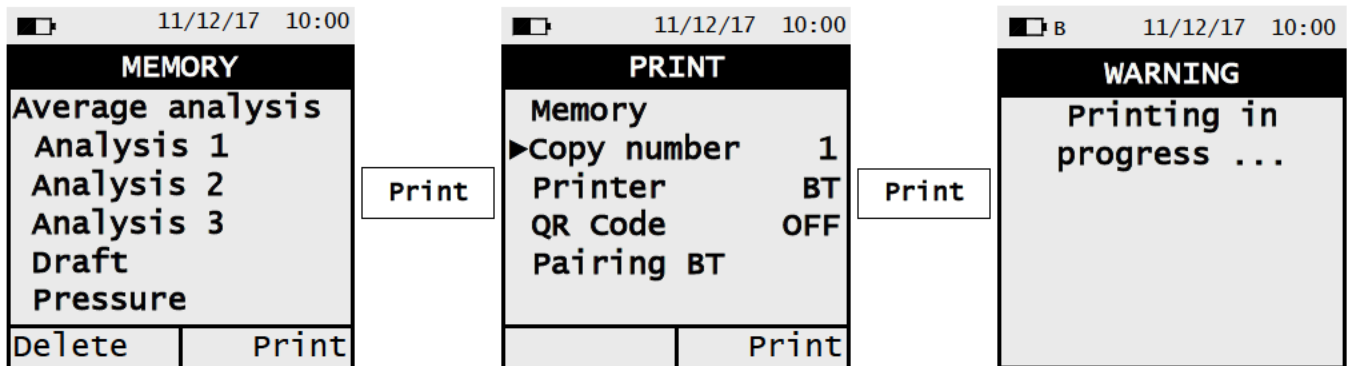 11/12/17 10:00
MEMORY
Average analysis
Analysis 1
Analysis 2
Analysis 3
Draft
Pressure
Delete Print
Print
11/12/17 10:00
PRINT
Memory
►Copy number 1
Printer BT
QR Code OFF
Pairing BT
Print
Print
B 11/12/17 10:00
WARNING
Printing in
progress ...